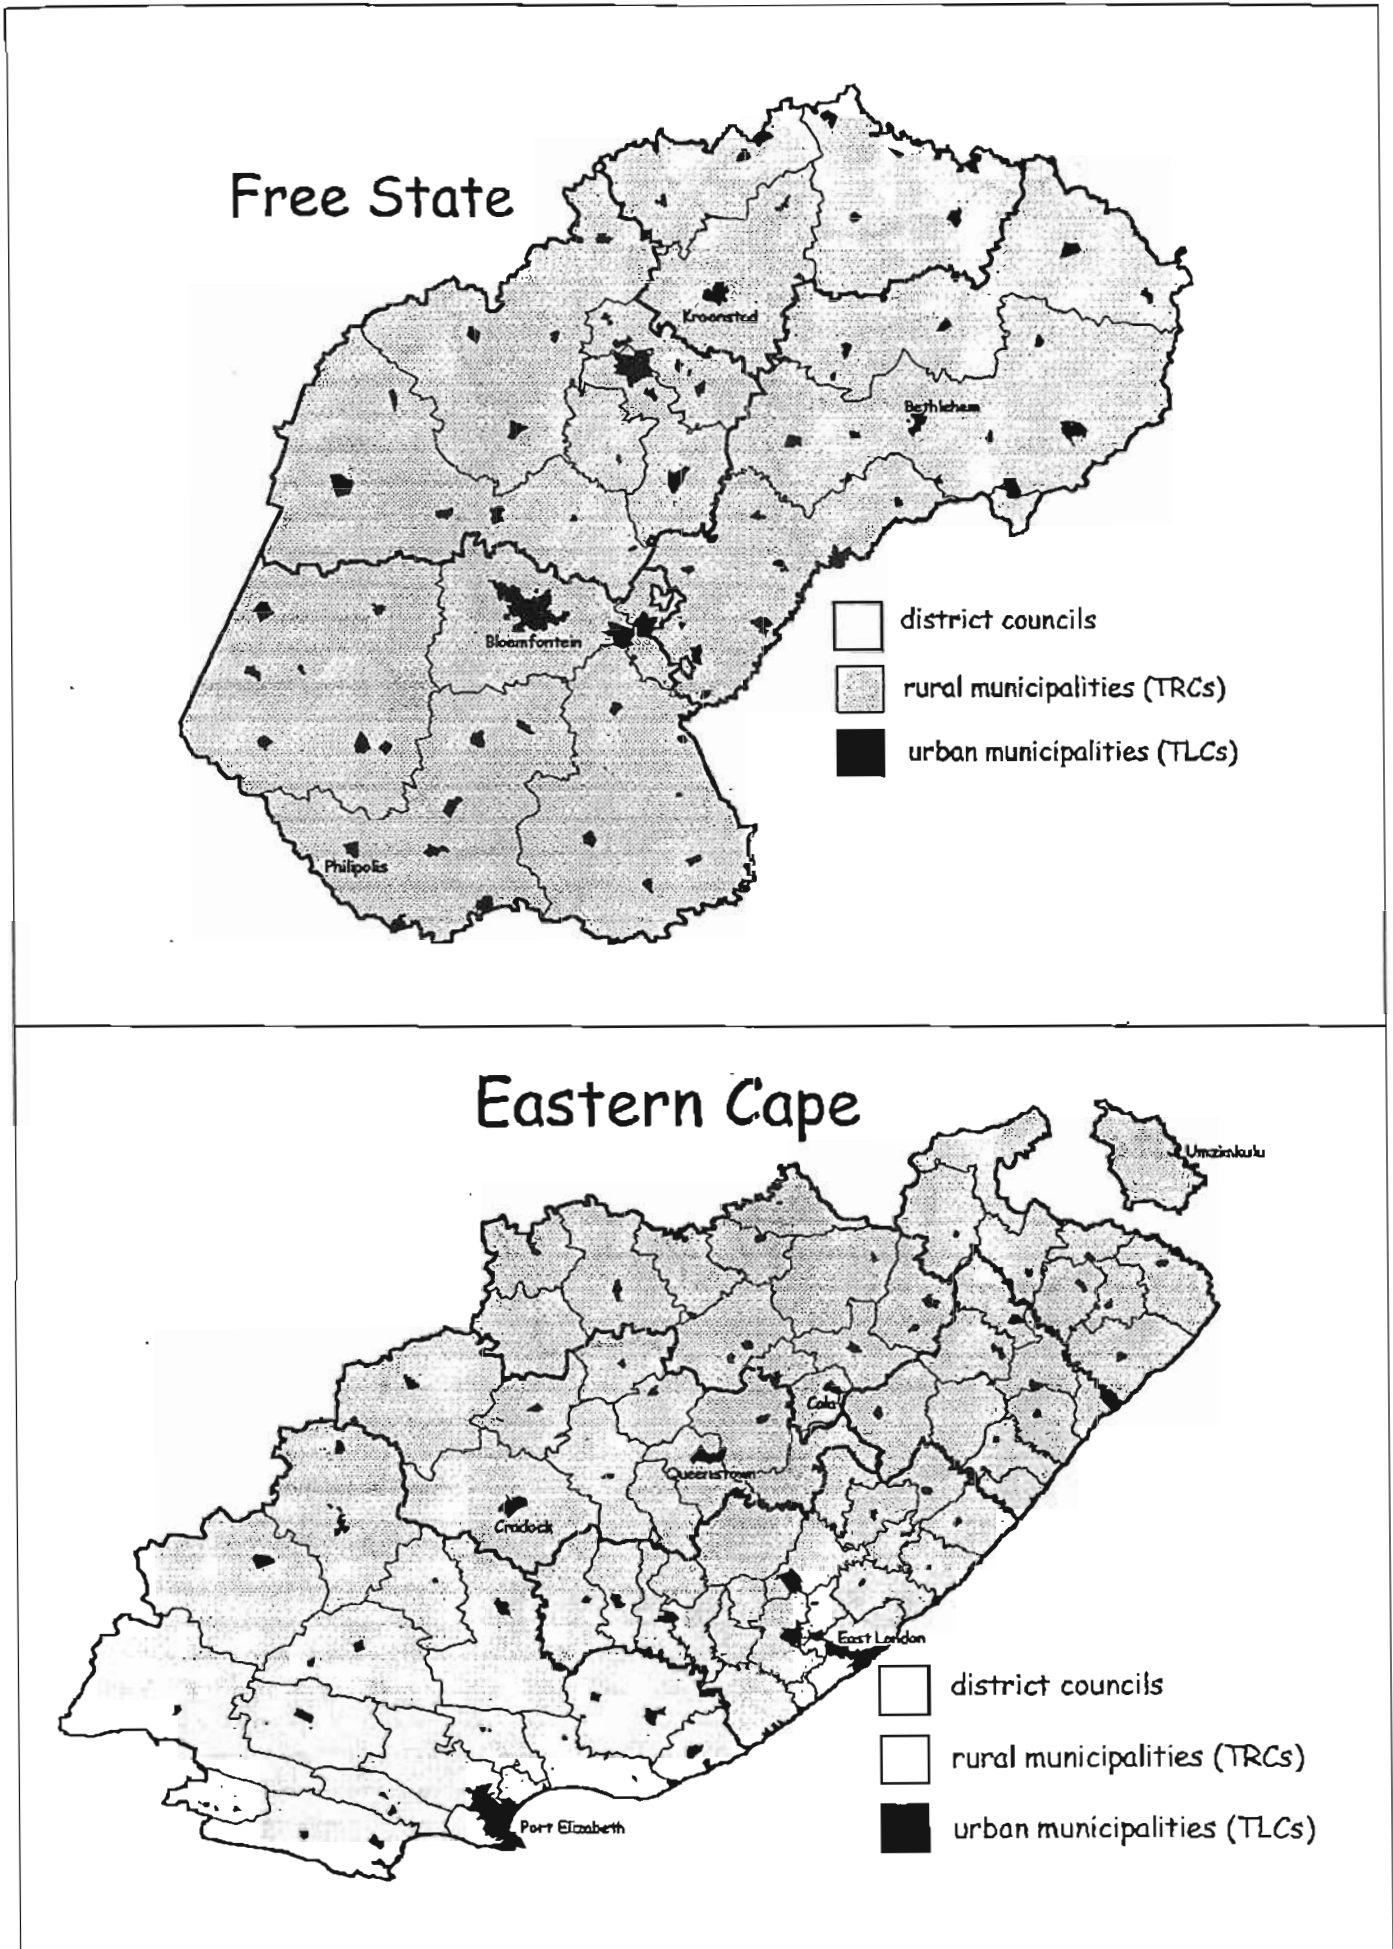 Free State
Kroonstad
Bethlehem
district councils
rural municipalities (TRCs)
Bloemfontein
urban municipalities (TLCs)
Philipolis
Eastern Cape
Umzimkulu
Cala
Queenstown
Cradock
East London
district councils
rural municipalities (TRCs)
urban municipalities (TLCs)
Port Elizabeth